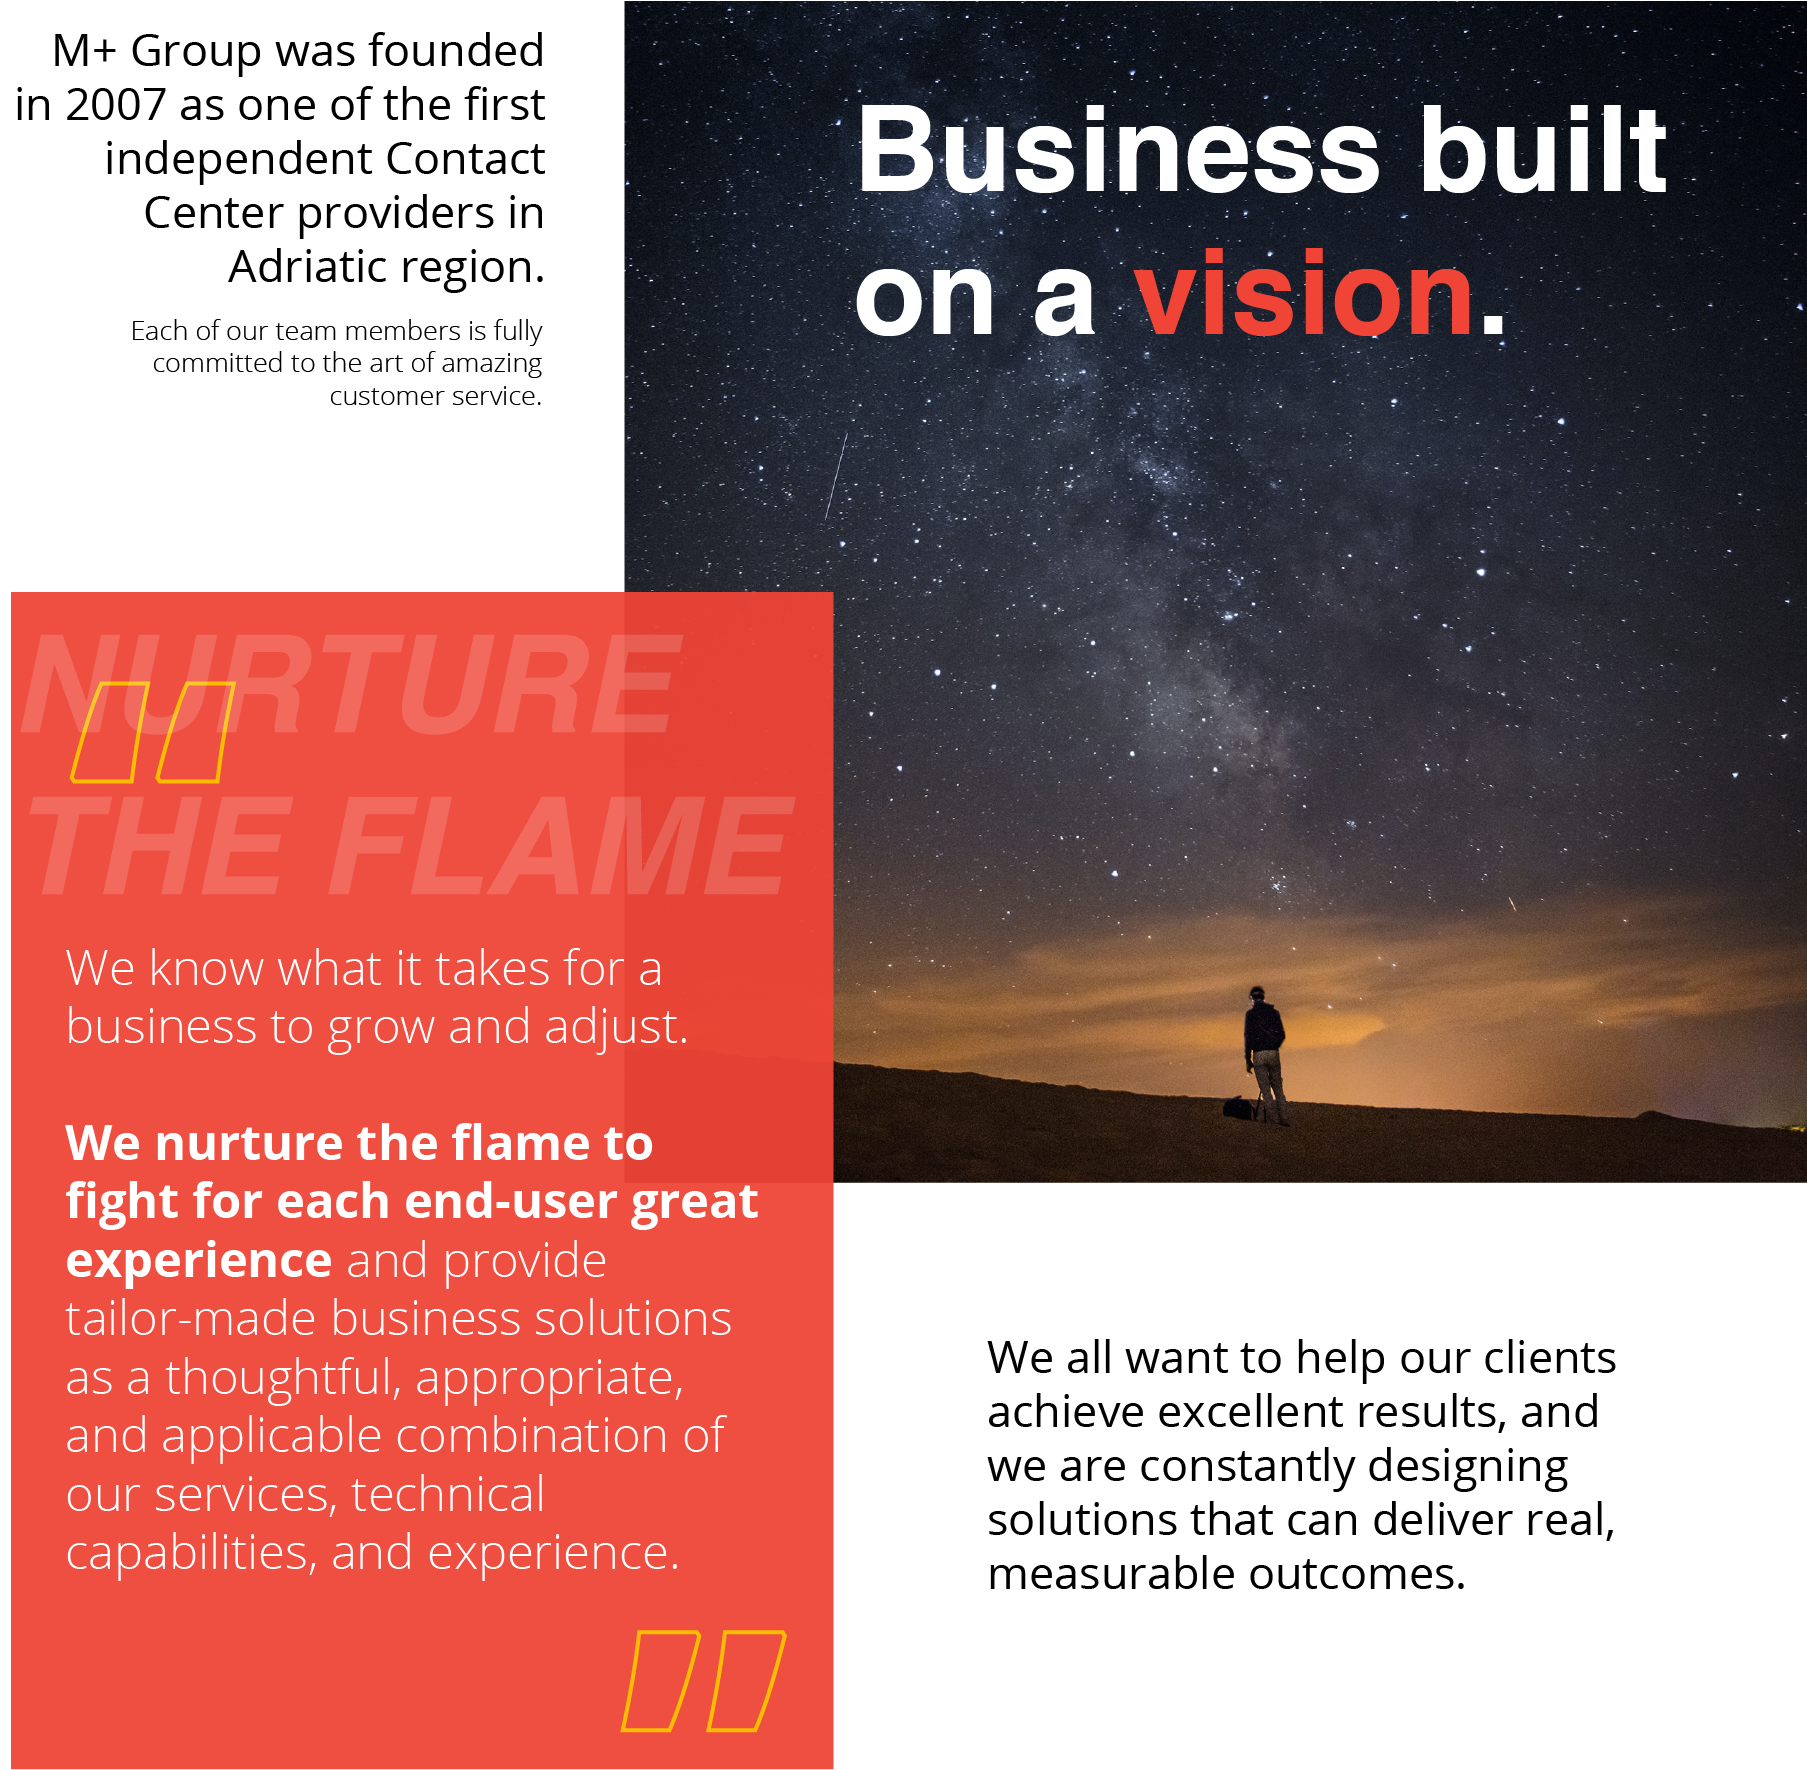 M+ Group was founded
in 2007 as one of the first
independent Contact
Center providers in
Adriatic region.
Each of our team members is fully
committed to the art of amazing
customer service.
Business built
on a vision.
NURTURE
THE FLAME
“
We know what it takes for a
business to grow and adjust.
We nurture the flame to
fight for each end-user great
experience and provide
tailor-made business solutions
as a thoughtful, appropriate,
and applicable combination of
our services, technical
capabilities, and experience.
”
We all want to help our clients
achieve excellent results, and
we are constantly designing
solutions that can deliver real,
measurable outcomes.